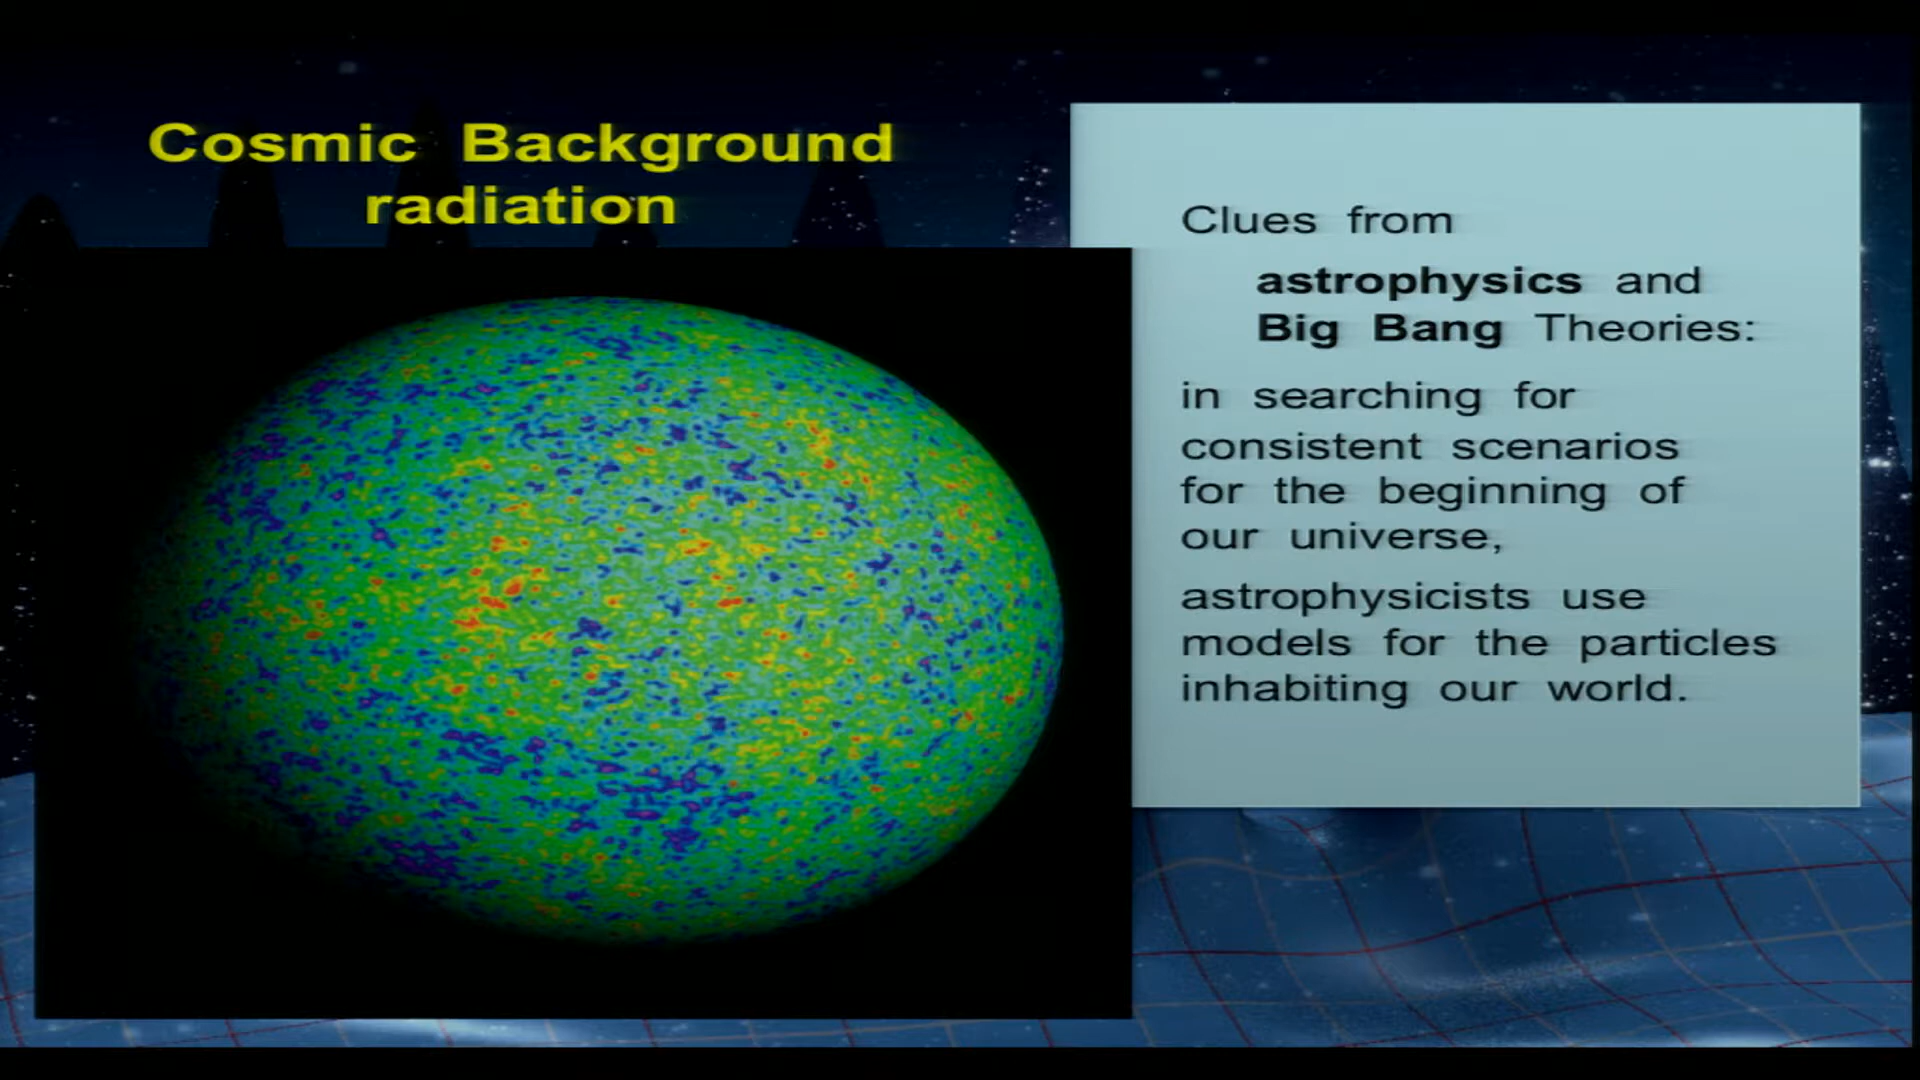 Cosmic Background
radiation
Clues from
astrophysics and
Big Bang Theories:
in searching for
consistent scenarios
for the beginning of
our universe,
astrophysicists use
models for the particles
inhabiting our world.